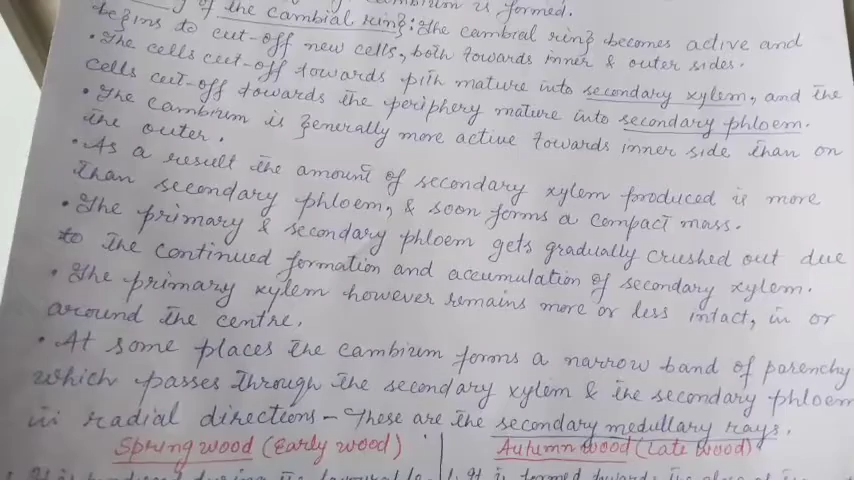 of the cambial ring: The cambial ring becomes active and
begins to cut-off new cells, both towards inner & outer sides.
• The cells cut-off towards pith mature into secondary xylem, and the
cells cut-off towards the periphery mature into secondary phloem.
• The cambium is generally more active towards inner side than on
the outer.
• As a result the amount of secondary xylem produced is more
than secondary phloem, & soon forms a compact mass.
• The primary & secondary phloem gets gradually crushed out due
to the continued formation and accumulation of secondary xylem.
• The primary xylem however remains more or less intact, in or
around the centre.
• At some places the cambium forms a narrow band of parenchy
which passes through the secondary xylem & the secondary phloem
in radial directions - These are the secondary medullary rays.
Spring wood (Early wood)
Autumn wood (Late wood)